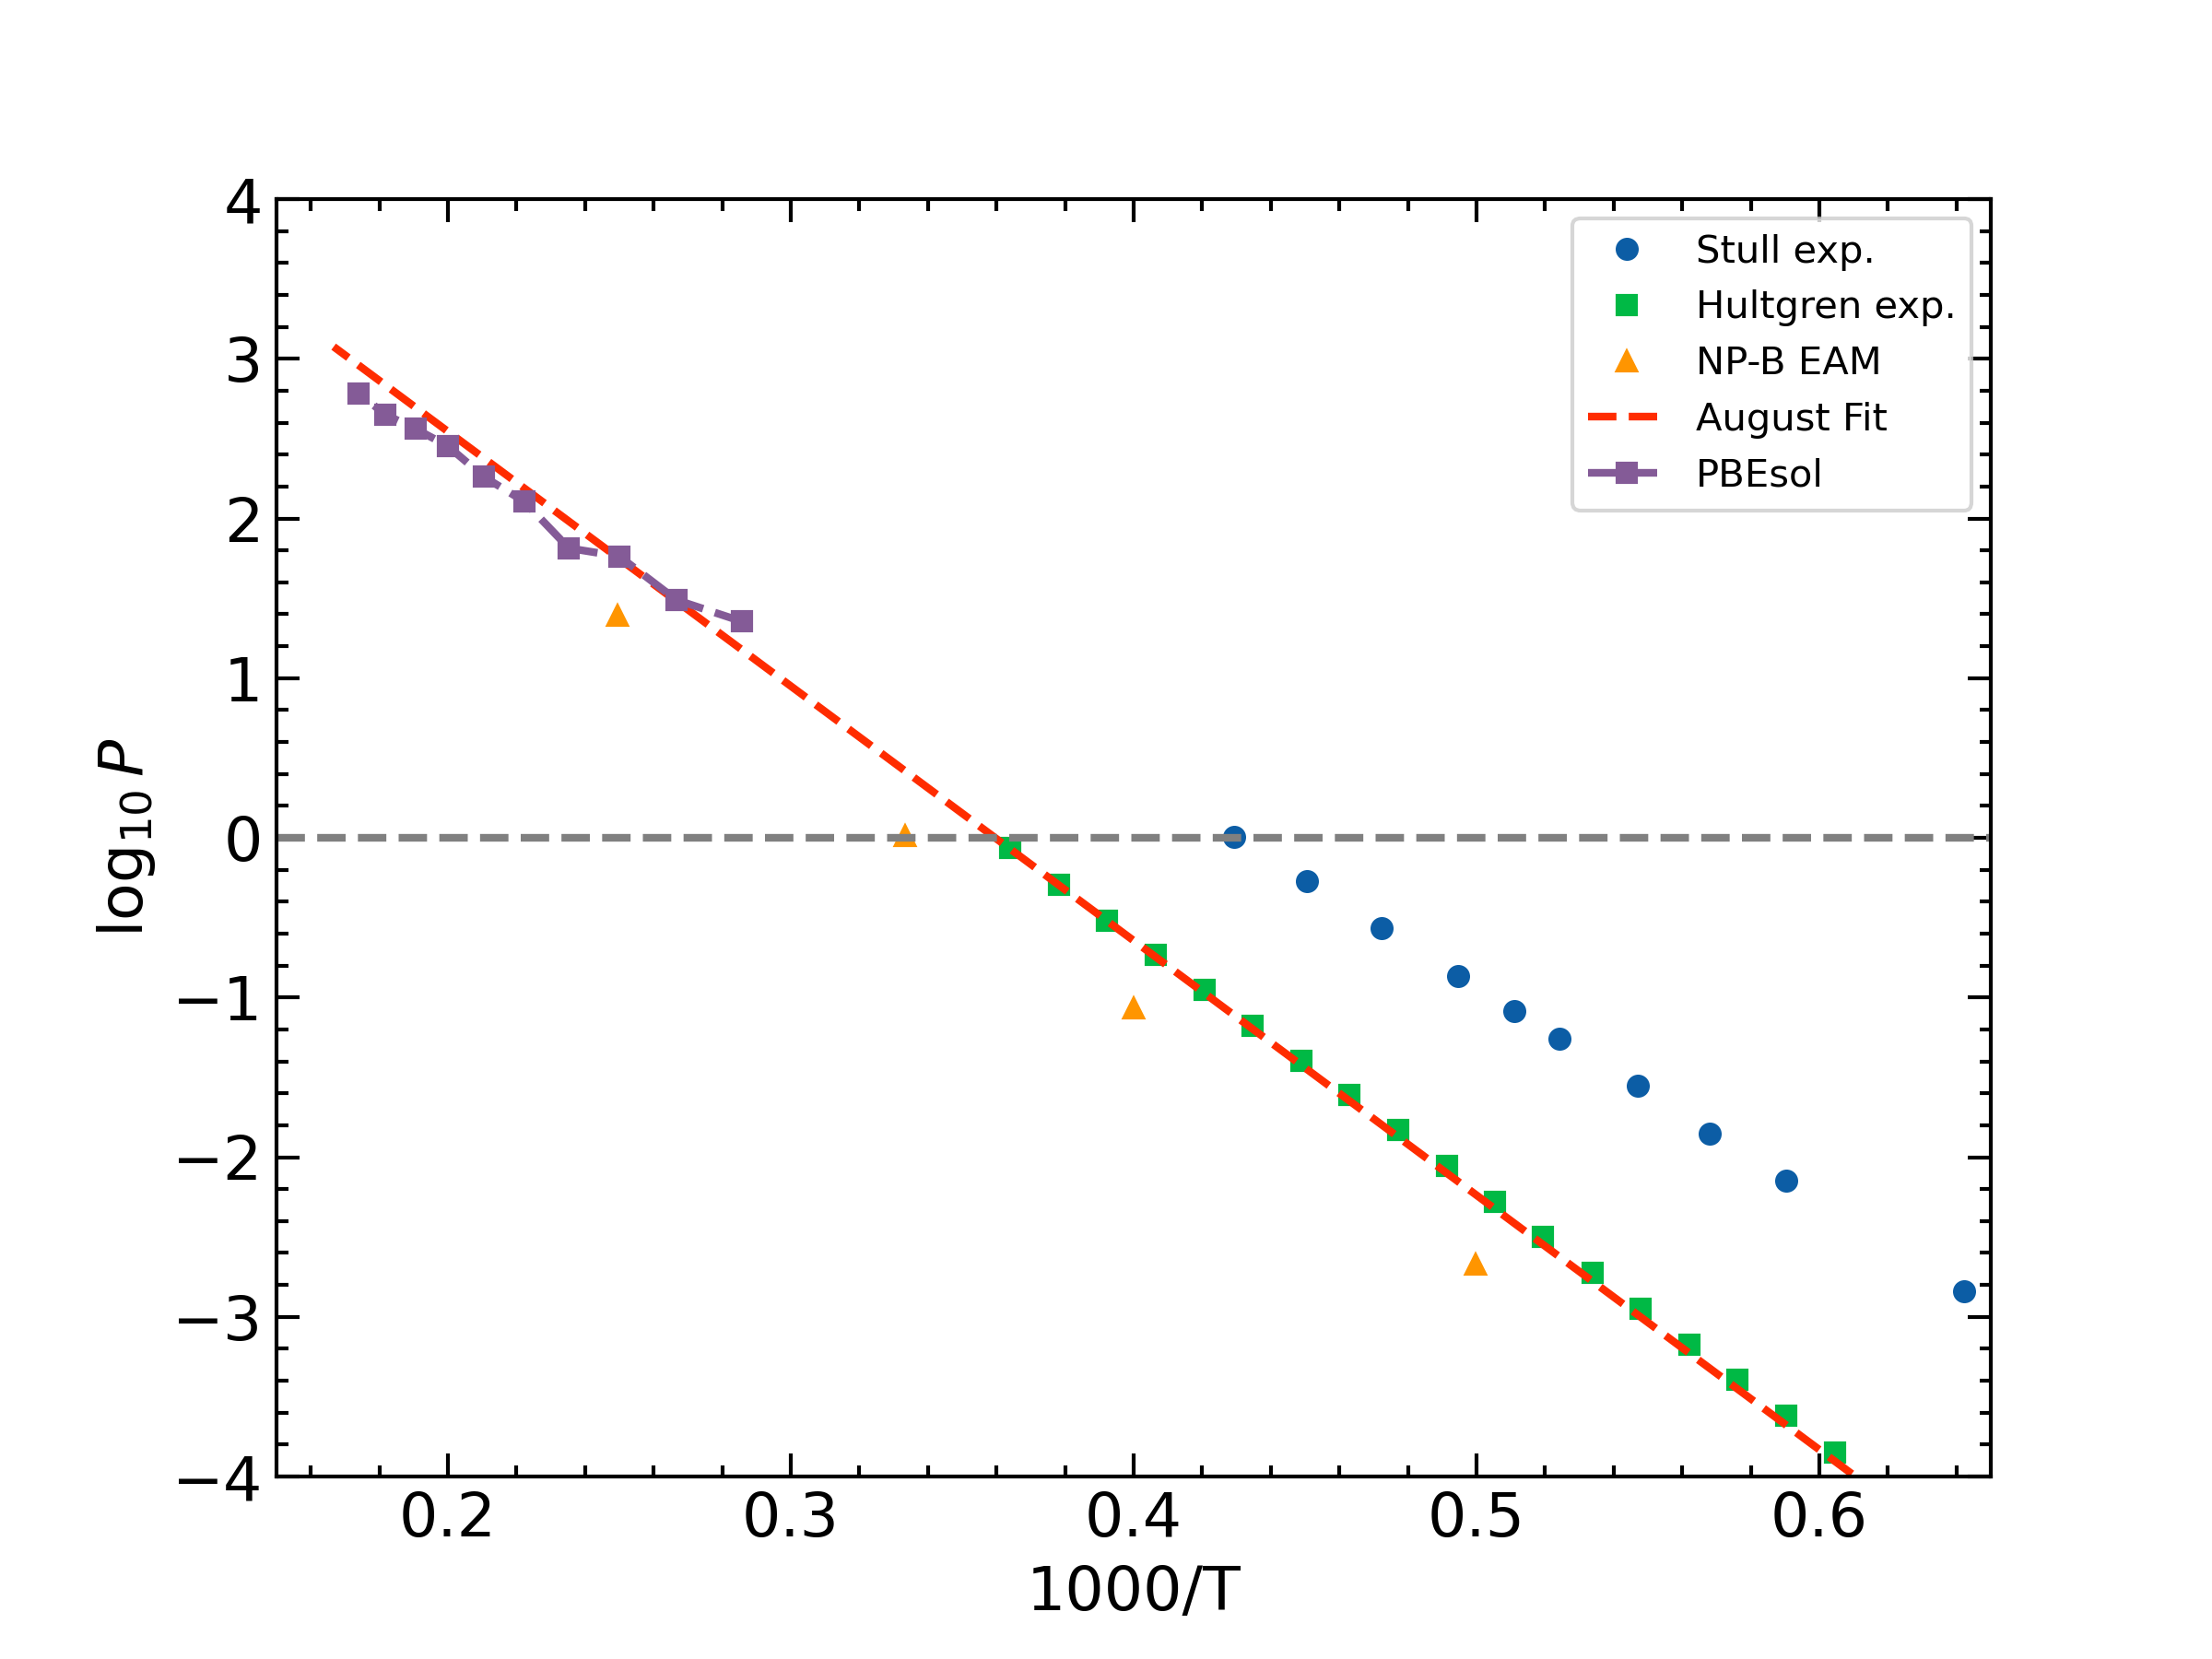 4
3
2
1
0
−1
−2
−3
−4
log₁₀ P
0.2 0.3 0.4 0.5 0.6
1000/T
Stull exp.
Hultgren exp.
NP-B EAM
August Fit
PBEsol